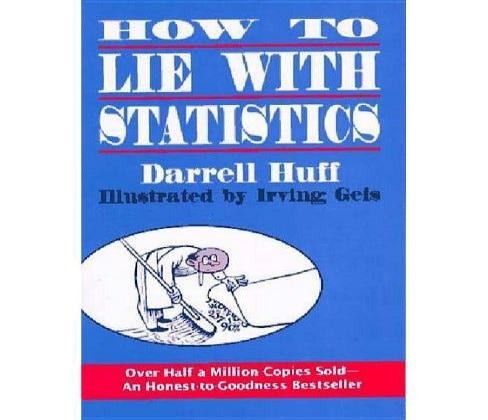 HOW TO
LIE WITH
STATISTICS
Darrell Huff
Illustrated by Irving Geis
Over Half a Million Copies Sold—
An Honest-to-Goodness Bestseller